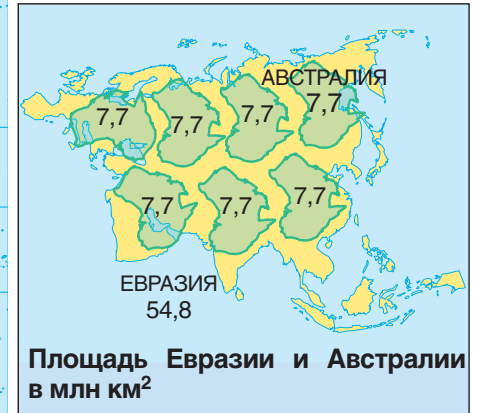 АВСТРАЛИЯ
7,7 7,7 7,7 7,7
7,7 7,7 7,7
ЕВРАЗИЯ
54,8
Площадь Евразии и Австралии
в млн км²